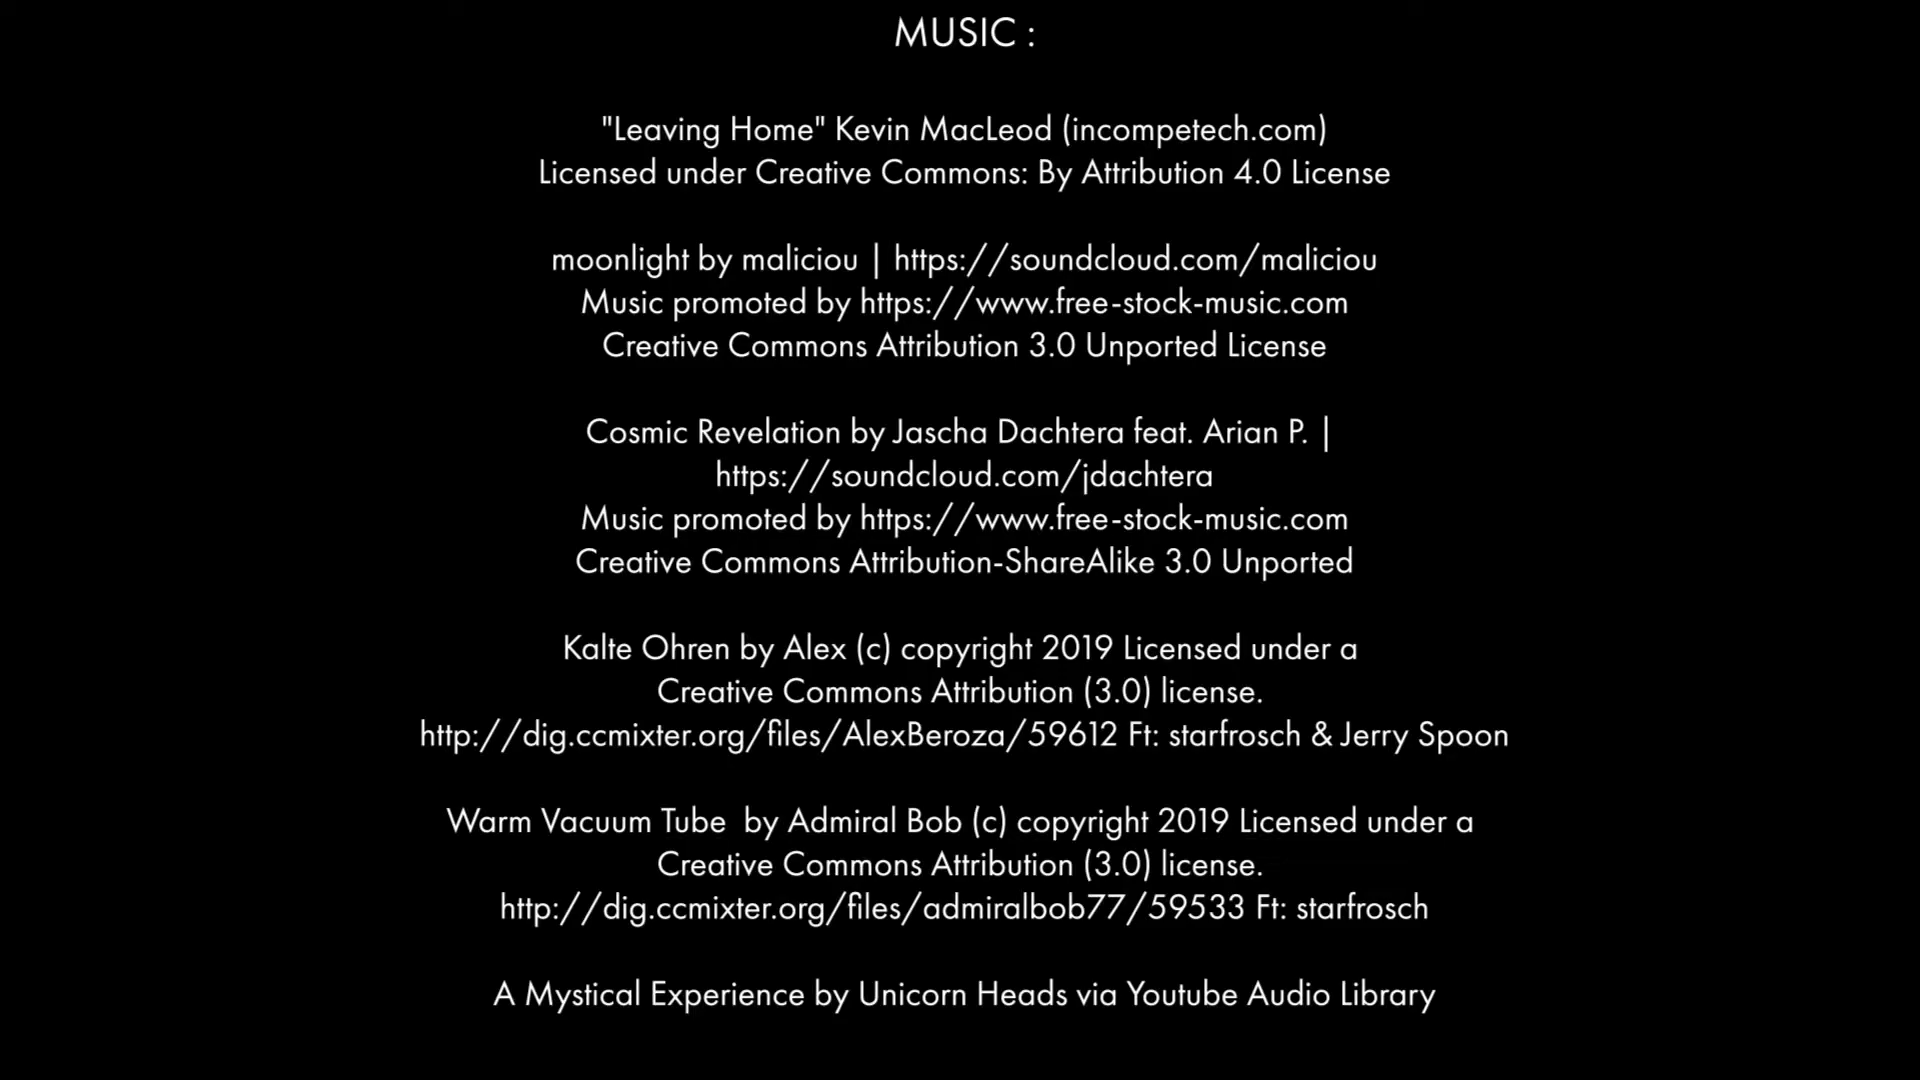 MUSIC :
"Leaving Home" Kevin MacLeod (incompetech.com)
Licensed under Creative Commons: By Attribution 4.0 License
moonlight by maliciou | https://soundcloud.com/maliciou
Music promoted by https://www.free-stock-music.com
Creative Commons Attribution 3.0 Unported License
Cosmic Revelation by Jascha Dachtera feat. Arian P. |
https://soundcloud.com/jdachtera
Music promoted by https://www.free-stock-music.com
Creative Commons Attribution-ShareAlike 3.0 Unported
Kalte Ohren by Alex (c) copyright 2019 Licensed under a
Creative Commons Attribution (3.0) license.
http://dig.ccmixter.org/files/AlexBeroza/59612 Ft: starfrosch & Jerry Spoon
Warm Vacuum Tube  by Admiral Bob (c) copyright 2019 Licensed under a
Creative Commons Attribution (3.0) license.
http://dig.ccmixter.org/files/admiralbob77/59533 Ft: starfrosch
A Mystical Experience by Unicorn Heads via Youtube Audio Library